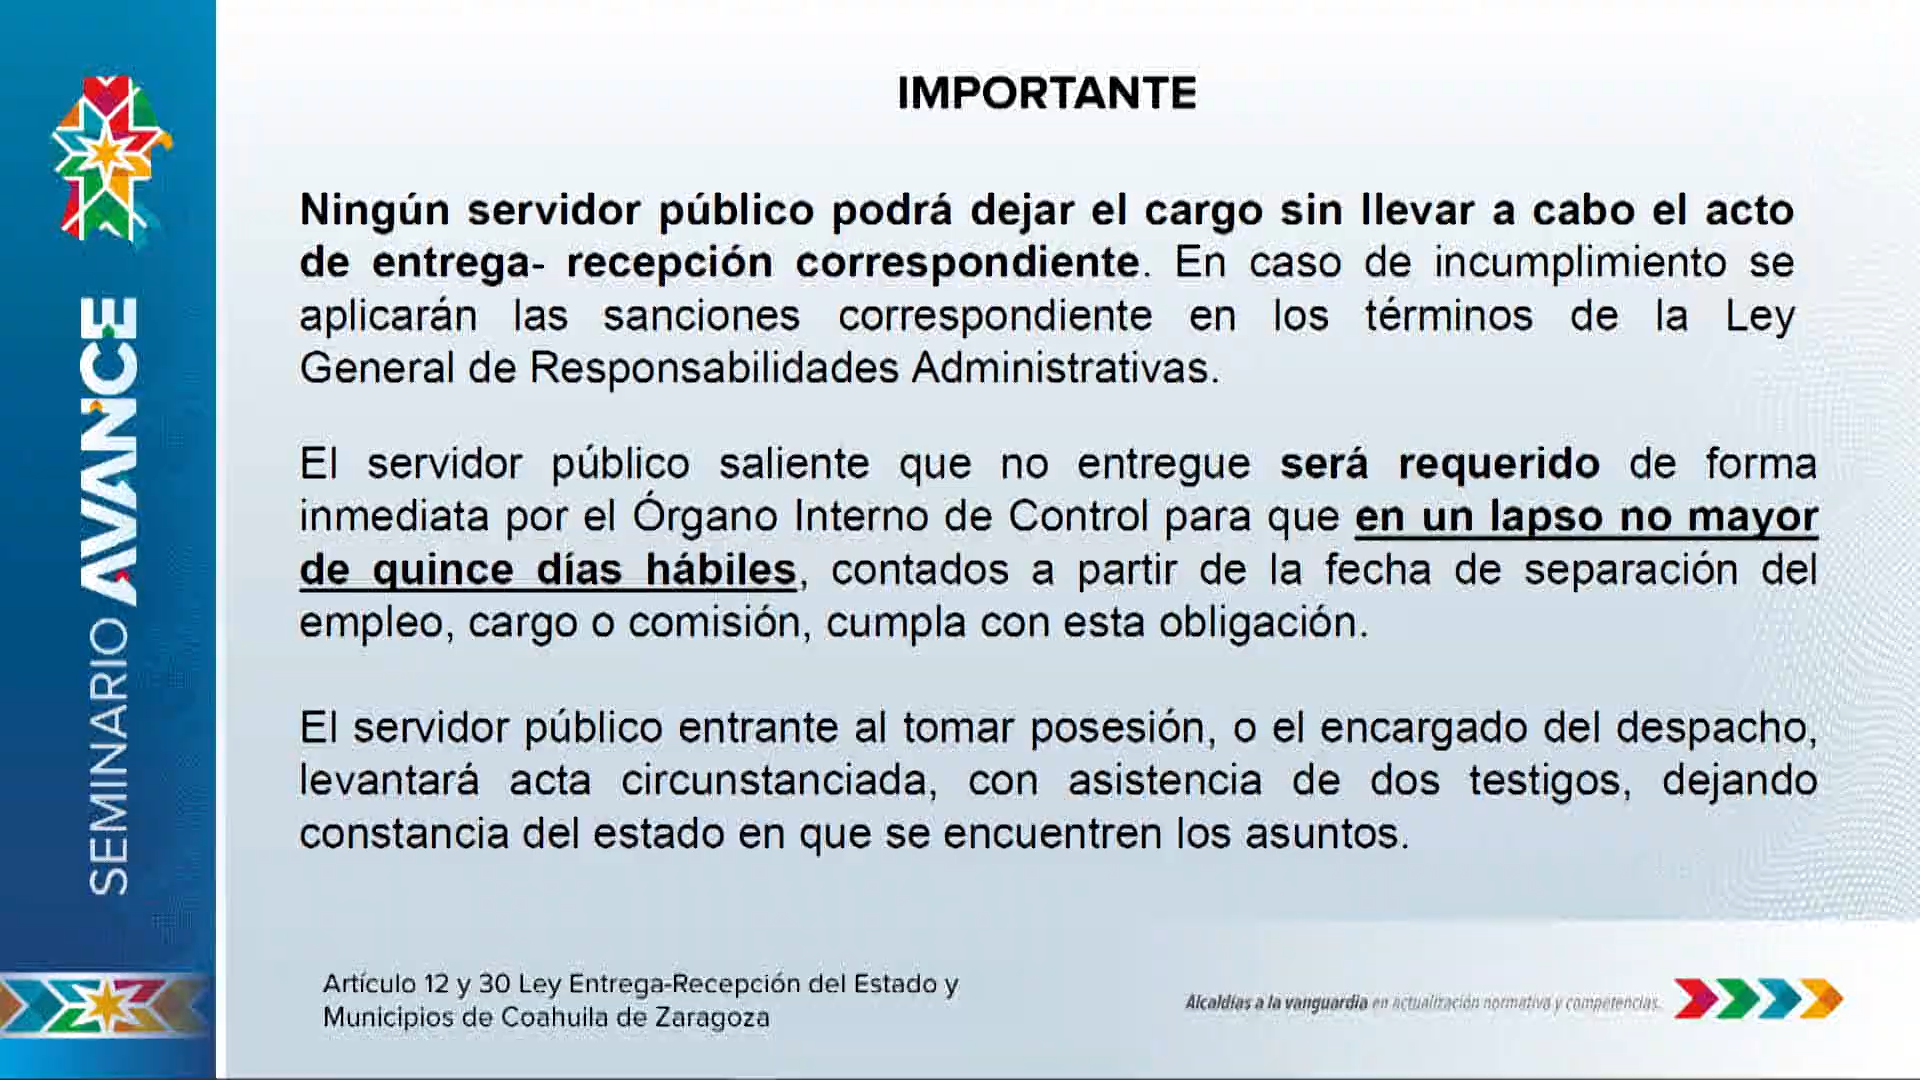 IMPORTANTE
Ningún servidor público podrá dejar el cargo sin llevar a cabo el acto
de entrega- recepción correspondiente. En caso de incumplimiento se
aplicarán las sanciones correspondiente en los términos de la Ley
General de Responsabilidades Administrativas.
El servidor público saliente que no entregue será requerido de forma
inmediata por el Órgano Interno de Control para que en un lapso no mayor
de quince días hábiles, contados a partir de la fecha de separación del
empleo, cargo o comisión, cumpla con esta obligación.
El servidor público entrante al tomar posesión, o el encargado del despacho,
levantará acta circunstanciada, con asistencia de dos testigos, dejando
constancia del estado en que se encuentren los asuntos.
Artículo 12 y 30 Ley Entrega-Recepción del Estado y
Municipios de Coahuila de Zaragoza
Alcaldías a la vanguardia en actualización normativa y competencias.
SEMINARIO AVANCE